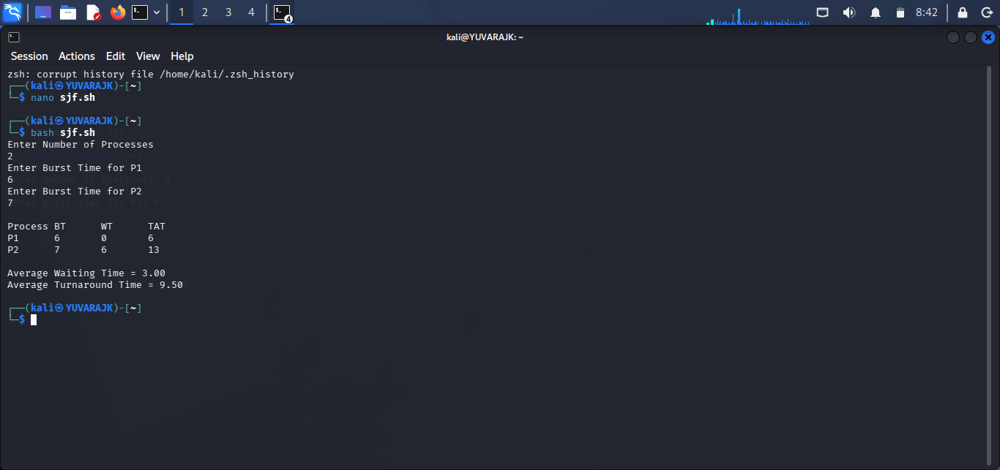 1 2 3 4 4 8:42
kali@YUVARAJK: ~
Session Actions Edit View Help
zsh: corrupt history file /home/kali/.zsh_history
┌──(kali㉿YUVARAJK)-[~]
└─$ nano sjf.sh
┌──(kali㉿YUVARAJK)-[~]
└─$ bash sjf.sh
Enter Number of Processes
2
Enter Burst Time for P1
6
Enter Burst Time for P2
7
Process BT WT TAT
P1 6 0 6
P2 7 6 13
Average Waiting Time = 3.00
Average Turnaround Time = 9.50
┌──(kali㉿YUVARAJK)-[~]
└─$